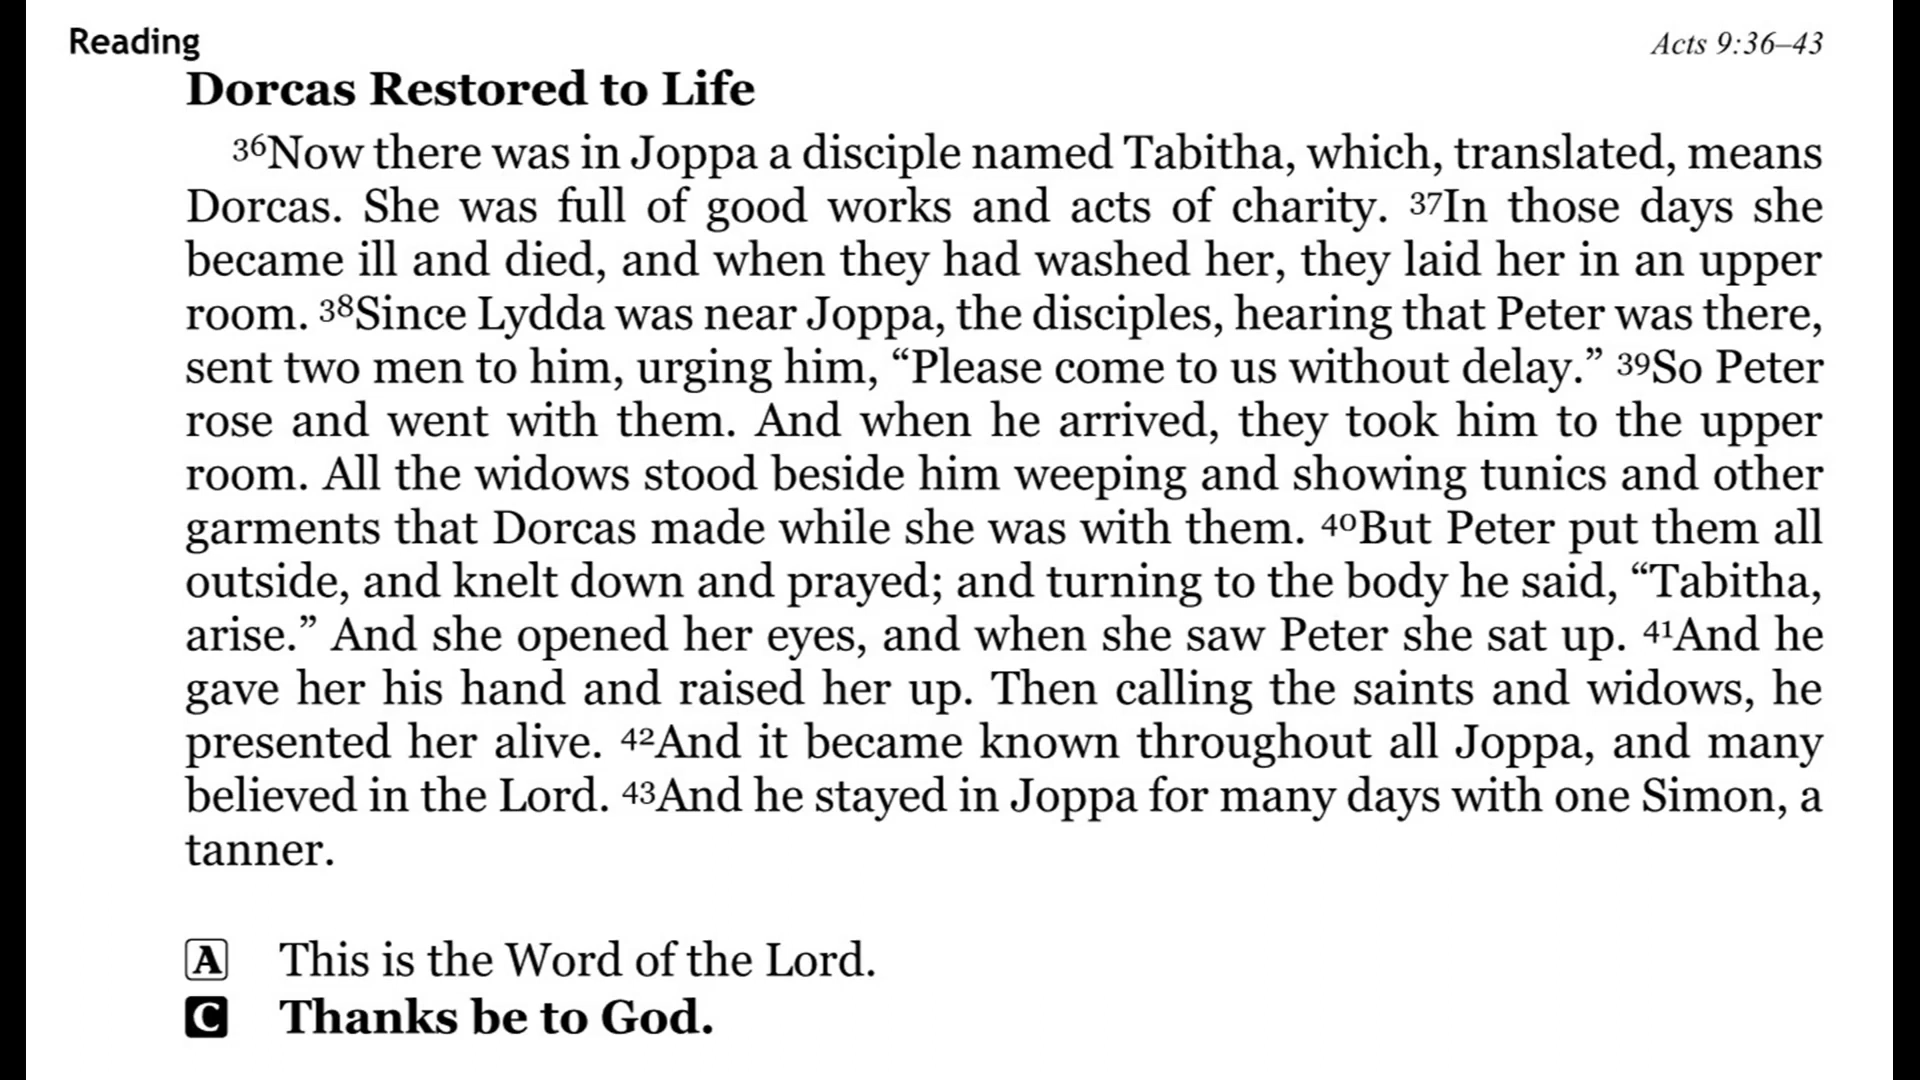 Reading
Acts 9:36–43
Dorcas Restored to Life
36Now there was in Joppa a disciple named Tabitha, which, translated, means
Dorcas. She was full of good works and acts of charity. 37In those days she
became ill and died, and when they had washed her, they laid her in an upper
room. 38Since Lydda was near Joppa, the disciples, hearing that Peter was there,
sent two men to him, urging him, “Please come to us without delay.” 39So Peter
rose and went with them. And when he arrived, they took him to the upper
room. All the widows stood beside him weeping and showing tunics and other
garments that Dorcas made while she was with them. 40But Peter put them all
outside, and knelt down and prayed; and turning to the body he said, “Tabitha,
arise.” And she opened her eyes, and when she saw Peter she sat up. 41And he
gave her his hand and raised her up. Then calling the saints and widows, he
presented her alive. 42And it became known throughout all Joppa, and many
believed in the Lord. 43And he stayed in Joppa for many days with one Simon, a
tanner.
A This is the Word of the Lord.
C Thanks be to God.